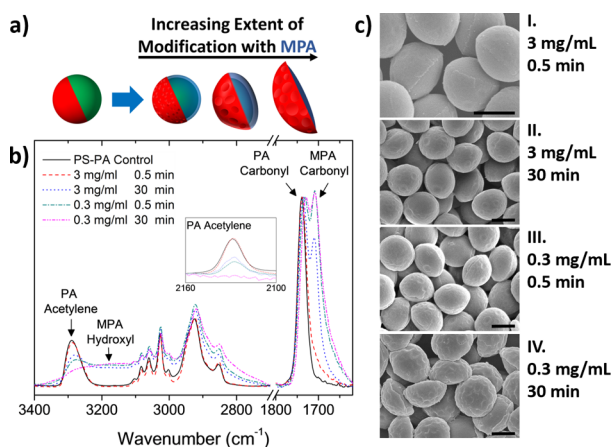 a)
Increasing Extent of
Modification with MPA
b)
PS-PA Control
3 mg/ml 0.5 min
3 mg/ml 30 min
0.3 mg/ml 0.5 min
0.3 mg/ml 30 min
PA
Carbonyl
MPA
Carbonyl
PA Acetylene
2160 2100
PA
Acetylene
MPA
Hydroxyl
3400 3200 3000 2800 1800 1700
Wavenumber (cm-1)
c)
I.
3 mg/mL
0.5 min
II.
3 mg/mL
30 min
III.
0.3 mg/mL
0.5 min
IV.
0.3 mg/mL
30 min